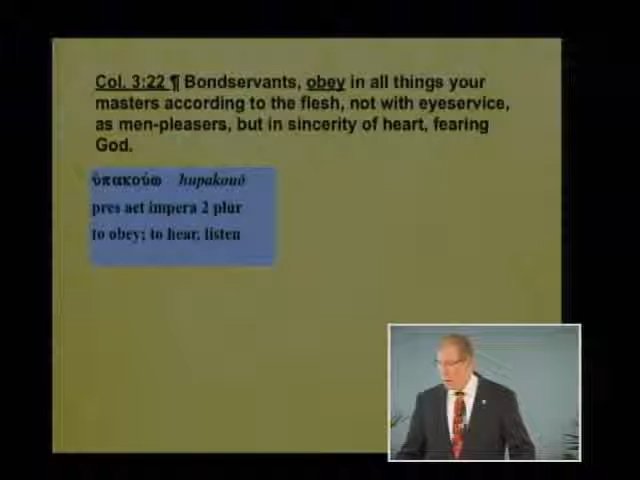 Col. 3:22 ¶ Bondservants, obey in all things your
masters according to the flesh, not with eyeservice,
as men-pleasers, but in sincerity of heart, fearing
God.
ὑπακούω hupakouō
pres act impera 2 plur
to obey; to hear, listen